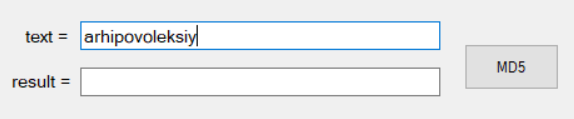 text = arhipovoleksiy
result =
MD5